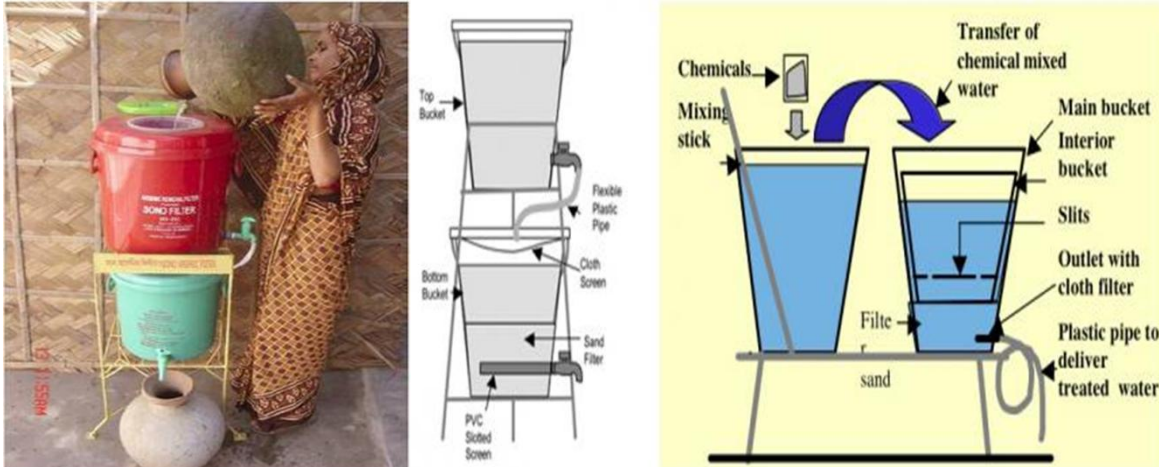 SONO FILTER
Top
Bucket
Flexible
Plastic
Pipe
Cloth
Screen
Bottom
Bucket
Sand
Filter
PVC
Slotted
Screen
Transfer of
chemical mixed
water
Chemicals
Mixing
stick
Main bucket
Interior
bucket
Slits
Outlet with
cloth filter
Filte
r
sand
Plastic pipe to
deliver
treated water